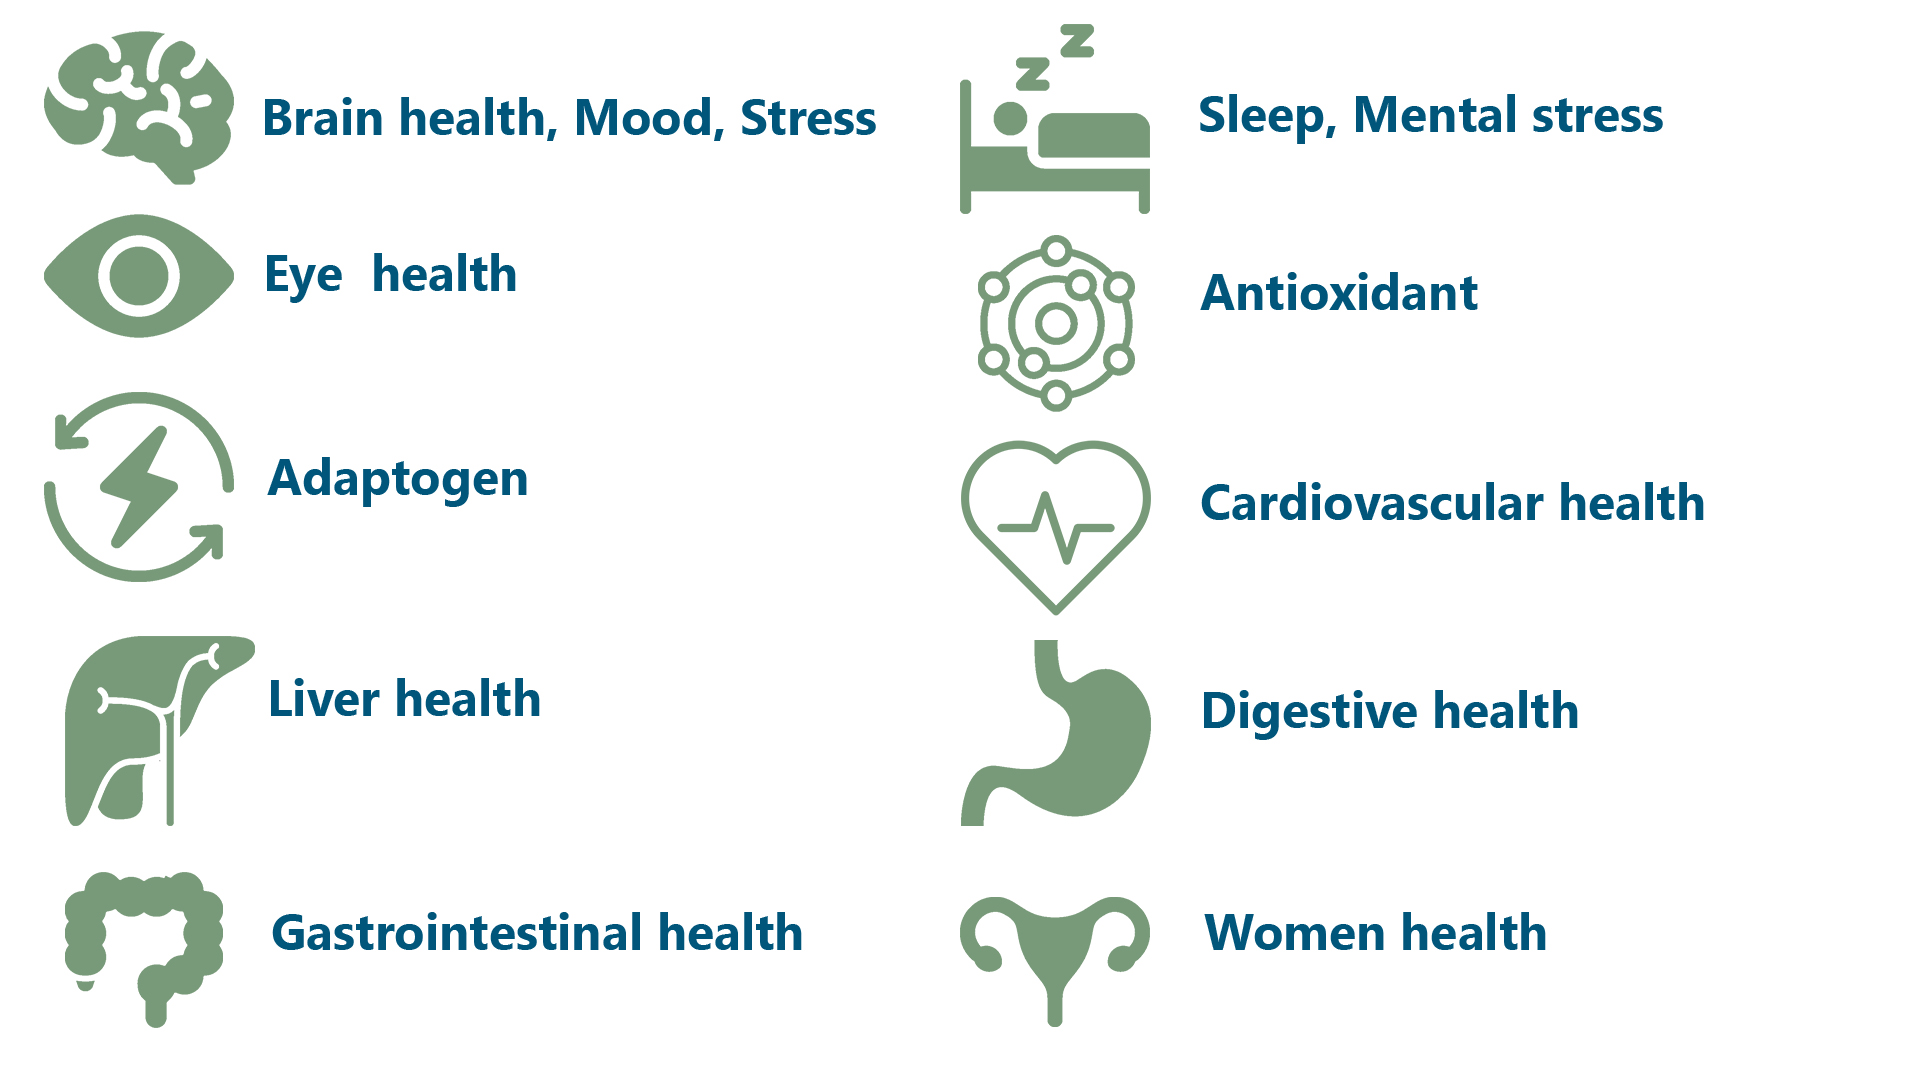 Brain health, Mood, Stress
Eye  health
Adaptogen
Liver health
Gastrointestinal health
z z
Sleep, Mental stress
Antioxidant
Cardiovascular health
Digestive health
Women health